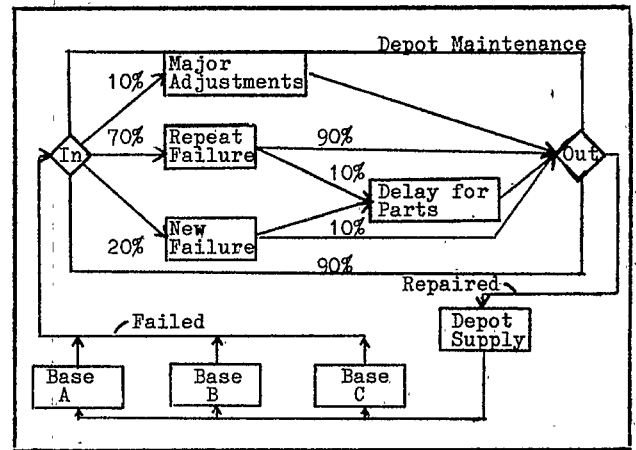 Depot Maintenance
Major
Adjustments
10%
70%
Repeat
Failure
90%
In
Out
10%
Delay for
Parts
New
Failure
10%
20%
90%
Repaired
Failed
Depot
Supply
Base
A
Base
B
Base
C